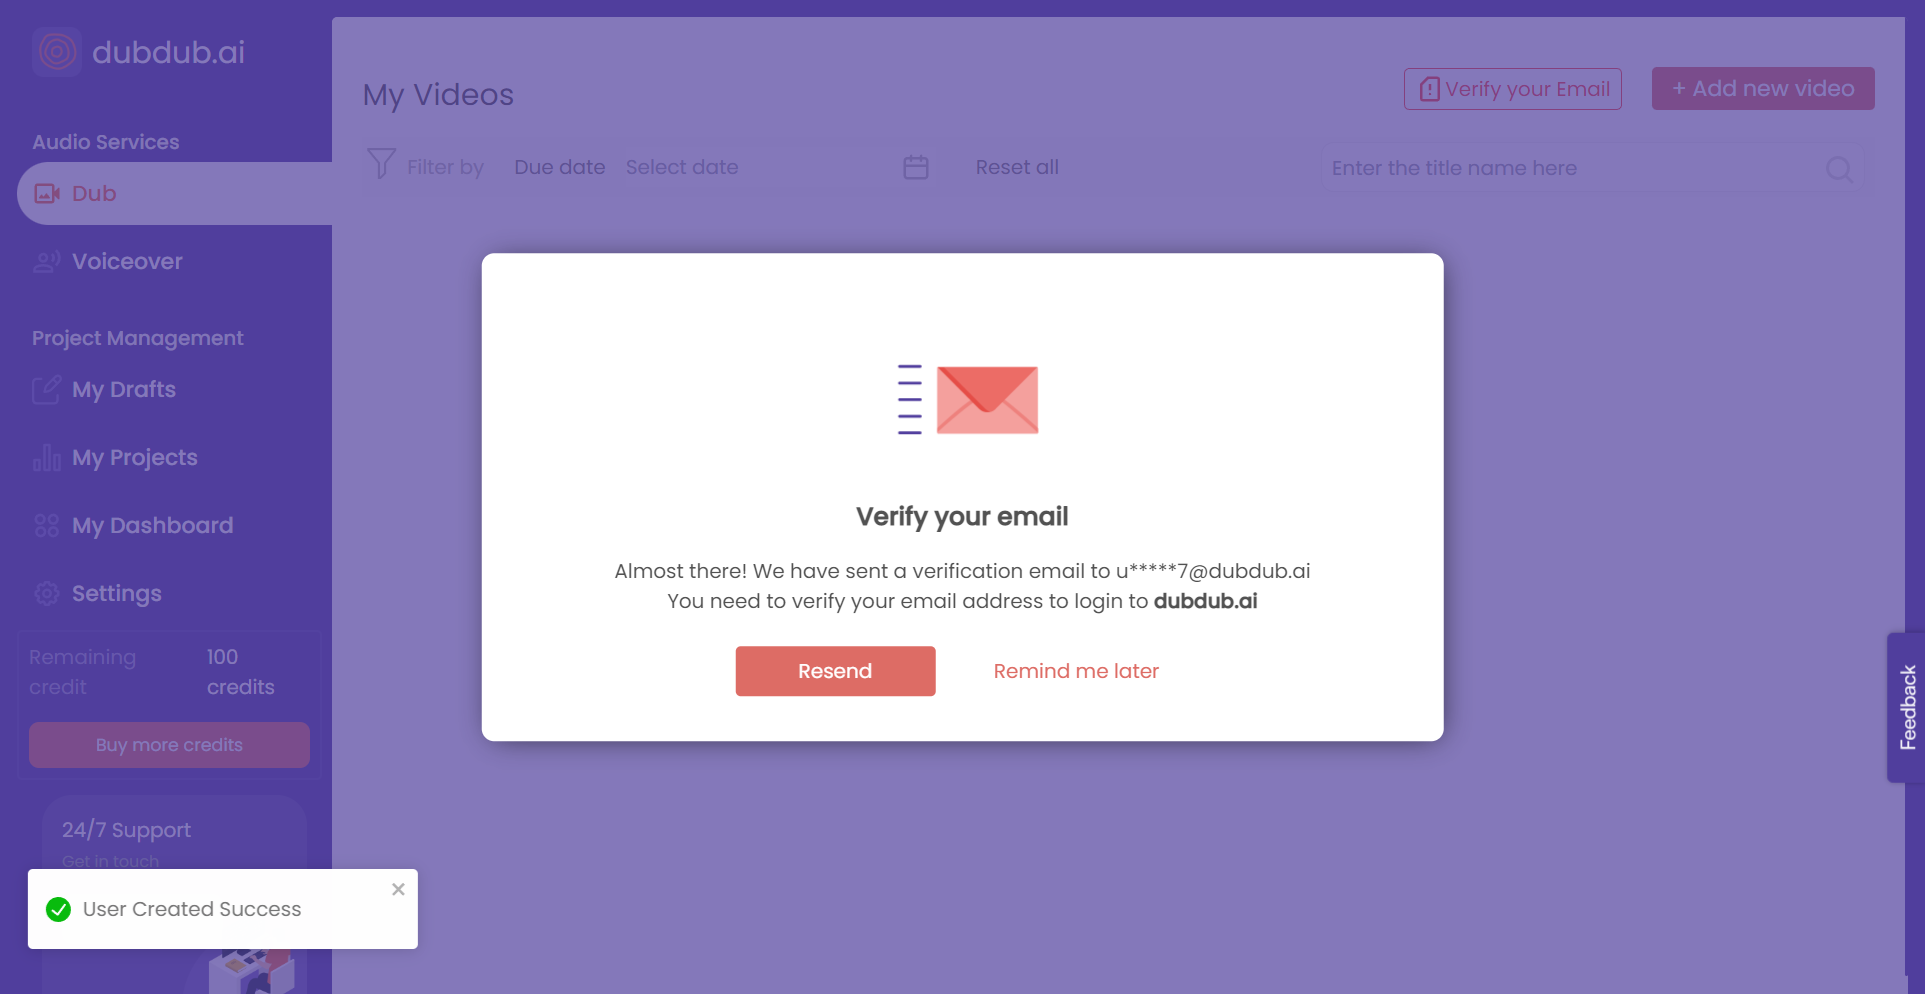 dubdub.ai
Audio Services
Dub
Voiceover
Project Management
My Drafts
My Projects
My Dashboard
Settings
Remaining credit
100 credits
Buy more credits
24/7 Support
Get in touch
User Created Success
My Videos
Verify your Email
+ Add new video
Filter by
Due date
Select date
Reset all
Enter the title name here
Verify your email
Almost there! We have sent a verification email to u*****7@dubdub.ai
You need to verify your email address to login to dubdub.ai
Resend
Remind me later
Feedback